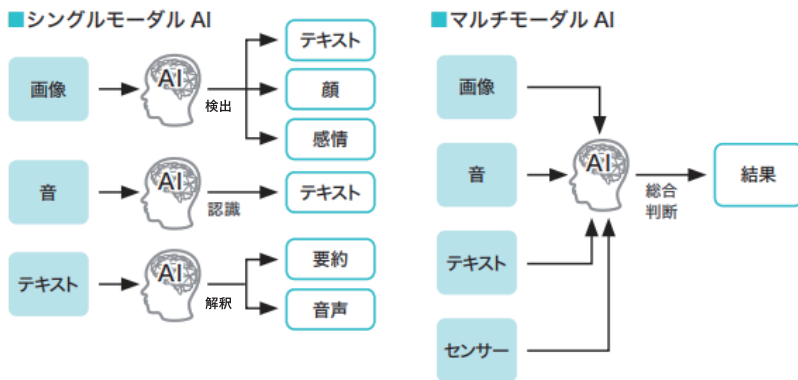 ■シングルモーダル AI
画像
AI
検出
テキスト
顔
感情
音
AI
認識
テキスト
テキスト
AI
解釈
要約
音声
■マルチモーダル AI
画像
音
テキスト
センサー
AI
総合
判断
結果